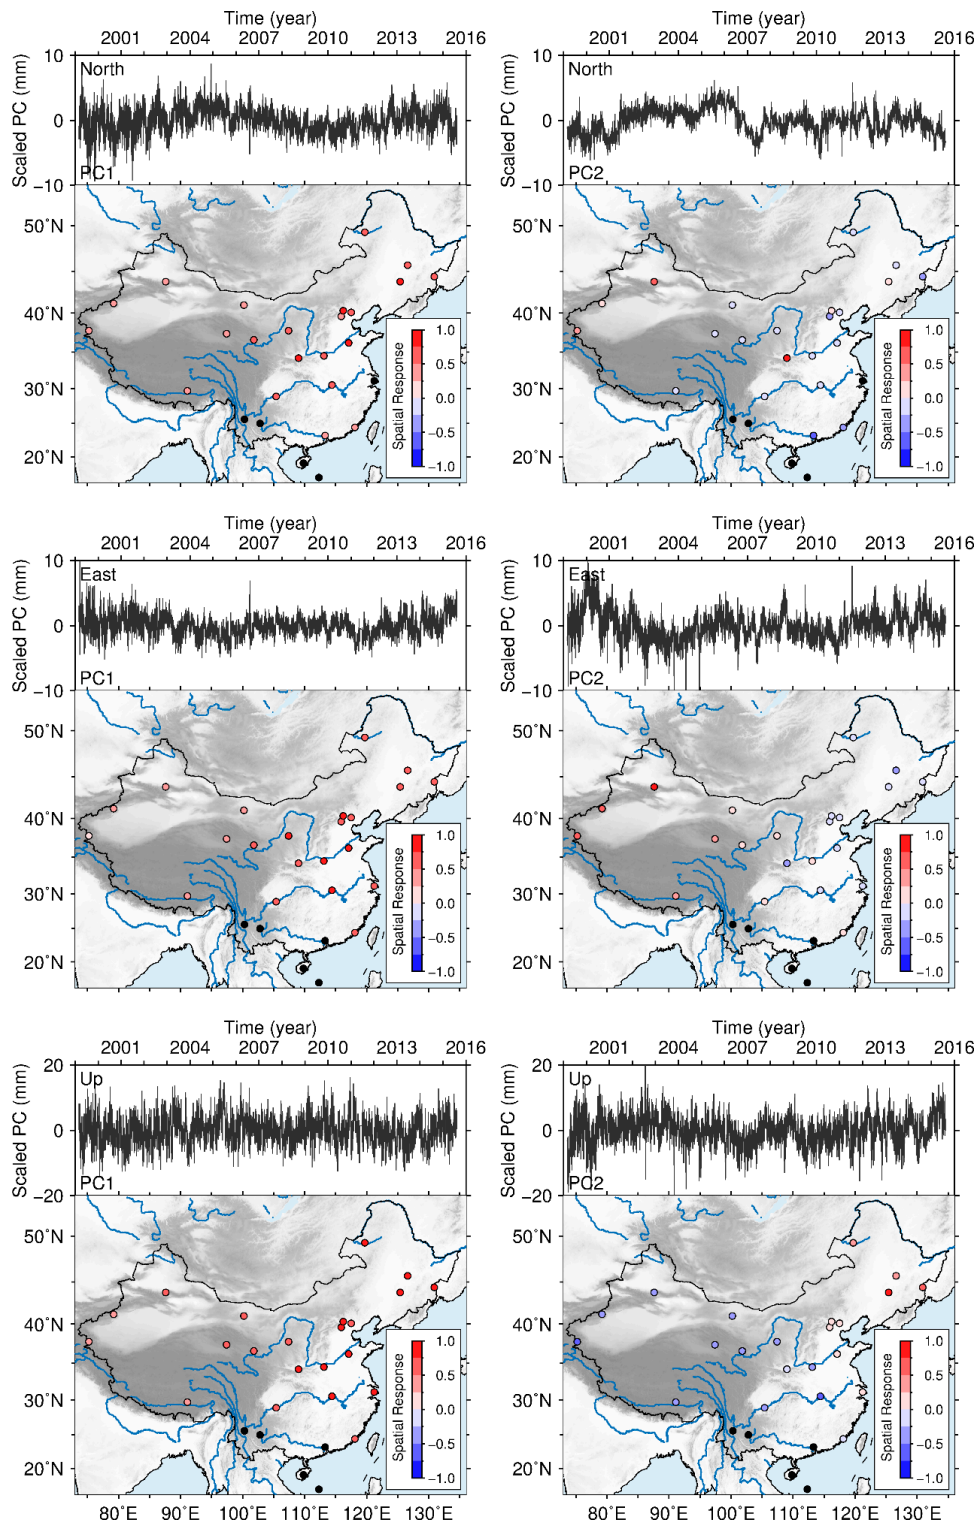 Time (year)
2001 2004 2007 2010 2013 2016
Scaled PC (mm)
10
0
−10
North
PC1
50°N
40°N
30°N
20°N
Spatial Response
1.0
0.5
0.0
−0.5
−1.0
Time (year)
2001 2004 2007 2010 2013 2016
Scaled PC (mm)
10
0
−10
North
PC2
50°N
40°N
30°N
20°N
Spatial Response
1.0
0.5
0.0
−0.5
−1.0
Time (year)
2001 2004 2007 2010 2013 2016
Scaled PC (mm)
10
0
−10
East
PC1
50°N
40°N
30°N
20°N
Spatial Response
1.0
0.5
0.0
−0.5
−1.0
Time (year)
2001 2004 2007 2010 2013 2016
Scaled PC (mm)
10
0
−10
East
PC2
50°N
40°N
30°N
20°N
Spatial Response
1.0
0.5
0.0
−0.5
−1.0
Time (year)
2001 2004 2007 2010 2013 2016
Scaled PC (mm)
20
0
−20
Up
PC1
50°N
40°N
30°N
20°N
Spatial Response
1.0
0.5
0.0
−0.5
−1.0
80°E 90°E 100°E 110°E 120°E 130°E
Time (year)
2001 2004 2007 2010 2013 2016
Scaled PC (mm)
20
0
−20
Up
PC2
50°N
40°N
30°N
20°N
Spatial Response
1.0
0.5
0.0
−0.5
−1.0
80°E 90°E 100°E 110°E 120°E 130°E